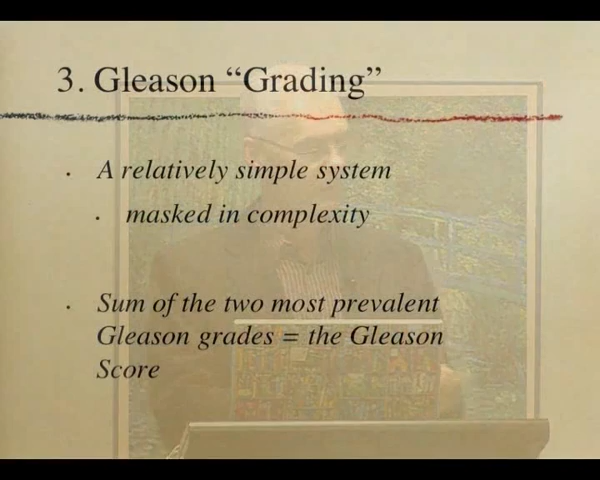 3. Gleason “Grading”
• A relatively simple system
• masked in complexity
• Sum of the two most prevalent
Gleason grades = the Gleason
Score